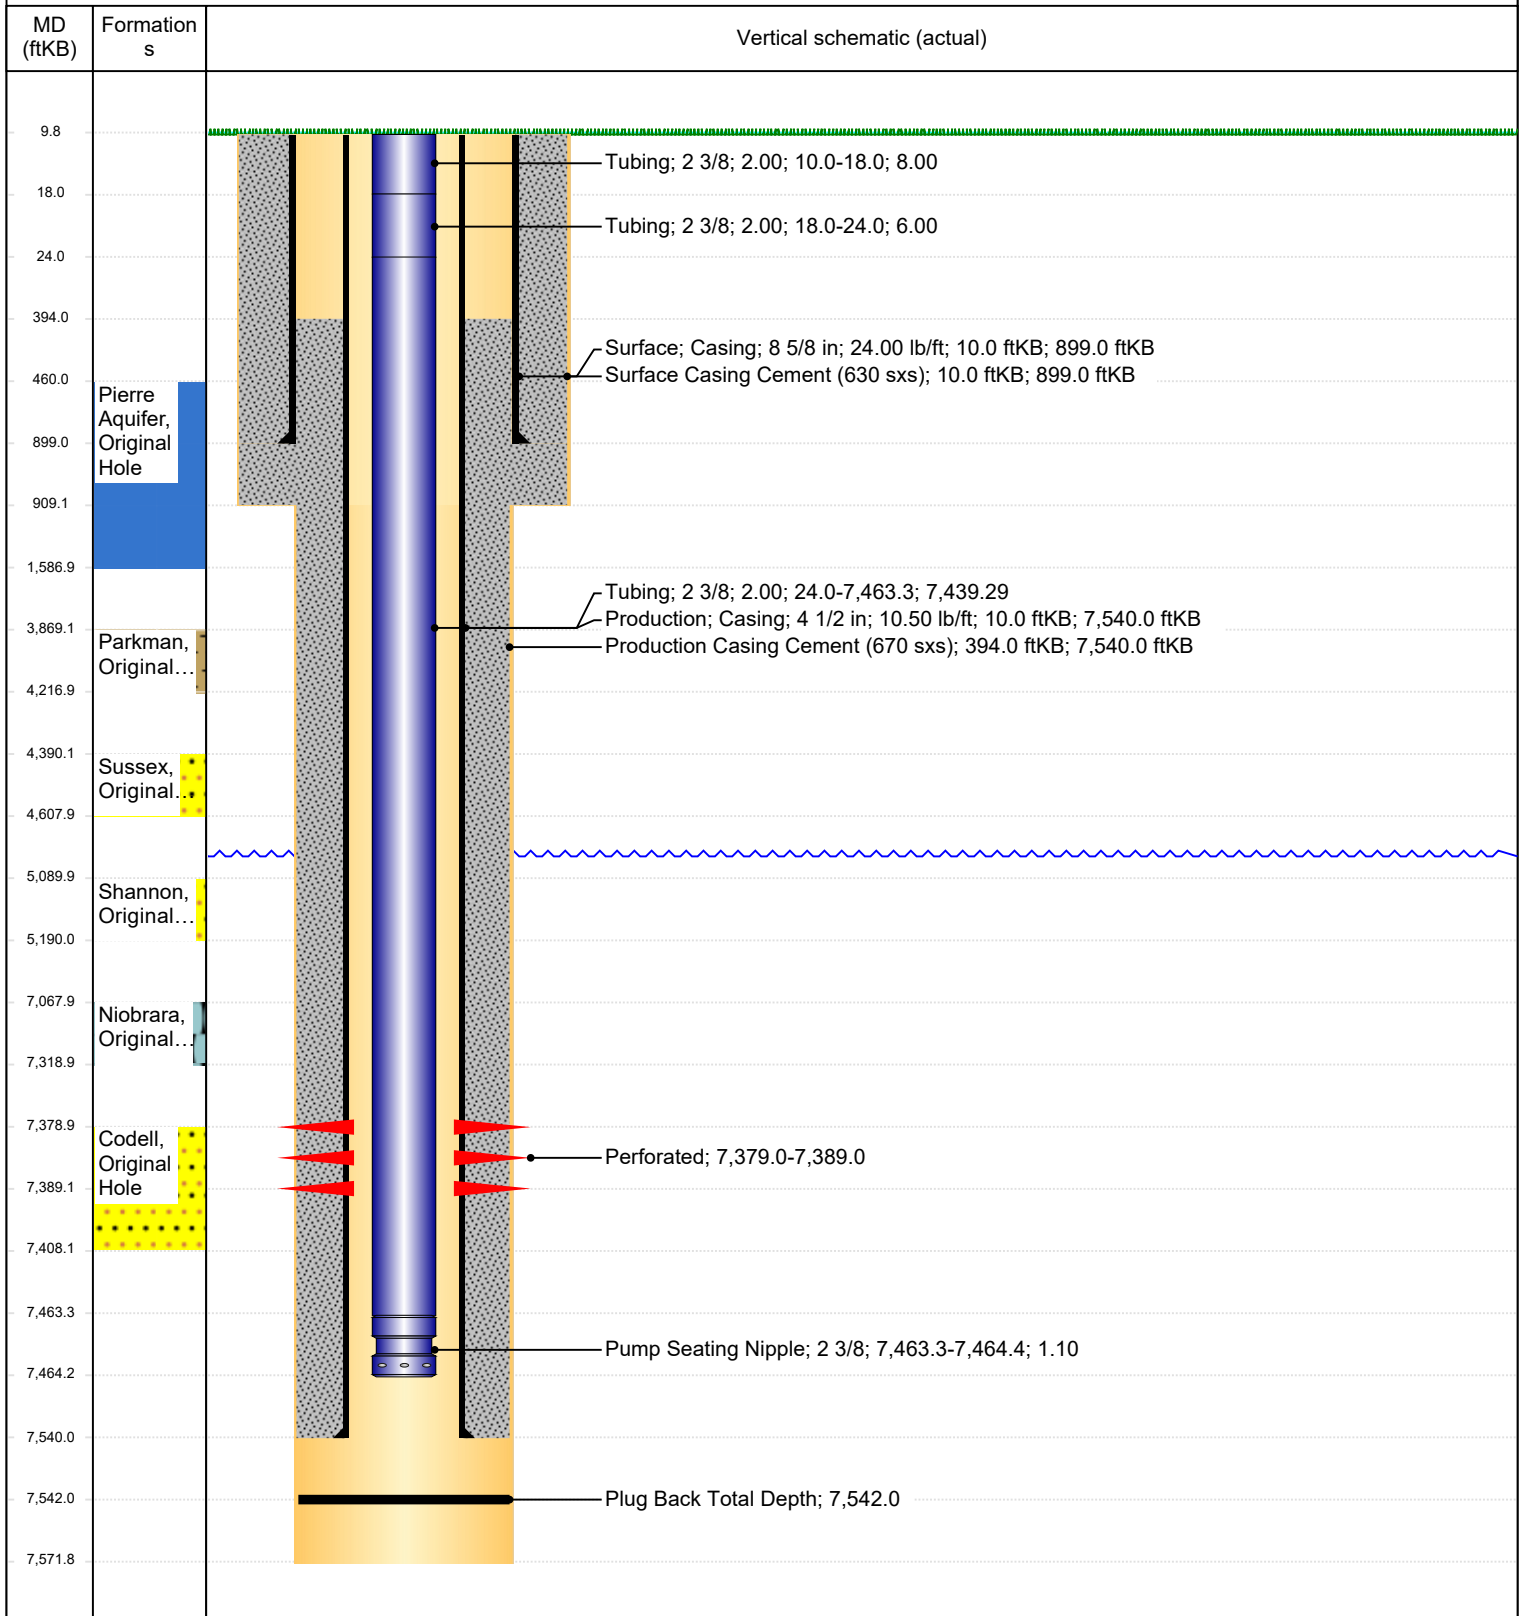 MD
(ftKB)
Formation
s
Vertical schematic (actual)
9.8
Tubing; 2 3/8; 2.00; 10.0-18.0; 8.00
18.0
Tubing; 2 3/8; 2.00; 18.0-24.0; 6.00
24.0
394.0
Surface; Casing; 8 5/8 in; 24.00 lb/ft; 10.0 ftKB; 899.0 ftKB
Surface Casing Cement (630 sxs); 10.0 ftKB; 899.0 ftKB
460.0
Pierre
Aquifer,
Original
Hole
899.0
909.1
1,586.9
Tubing; 2 3/8; 2.00; 24.0-7,463.3; 7,439.29
Production; Casing; 4 1/2 in; 10.50 lb/ft; 10.0 ftKB; 7,540.0 ftKB
Production Casing Cement (670 sxs); 394.0 ftKB; 7,540.0 ftKB
3,869.1
Parkman,
Original…
4,216.9
4,390.1
Sussex,
Original…
4,607.9
5,089.9
Shannon,
Original…
5,190.0
7,067.9
Niobrara,
Original…
7,318.9
7,378.9
Codell,
Original
Hole
Perforated; 7,379.0-7,389.0
7,389.1
7,408.1
7,463.3
Pump Seating Nipple; 2 3/8; 7,463.3-7,464.4; 1.10
7,464.2
7,540.0
7,542.0
Plug Back Total Depth; 7,542.0
7,571.8